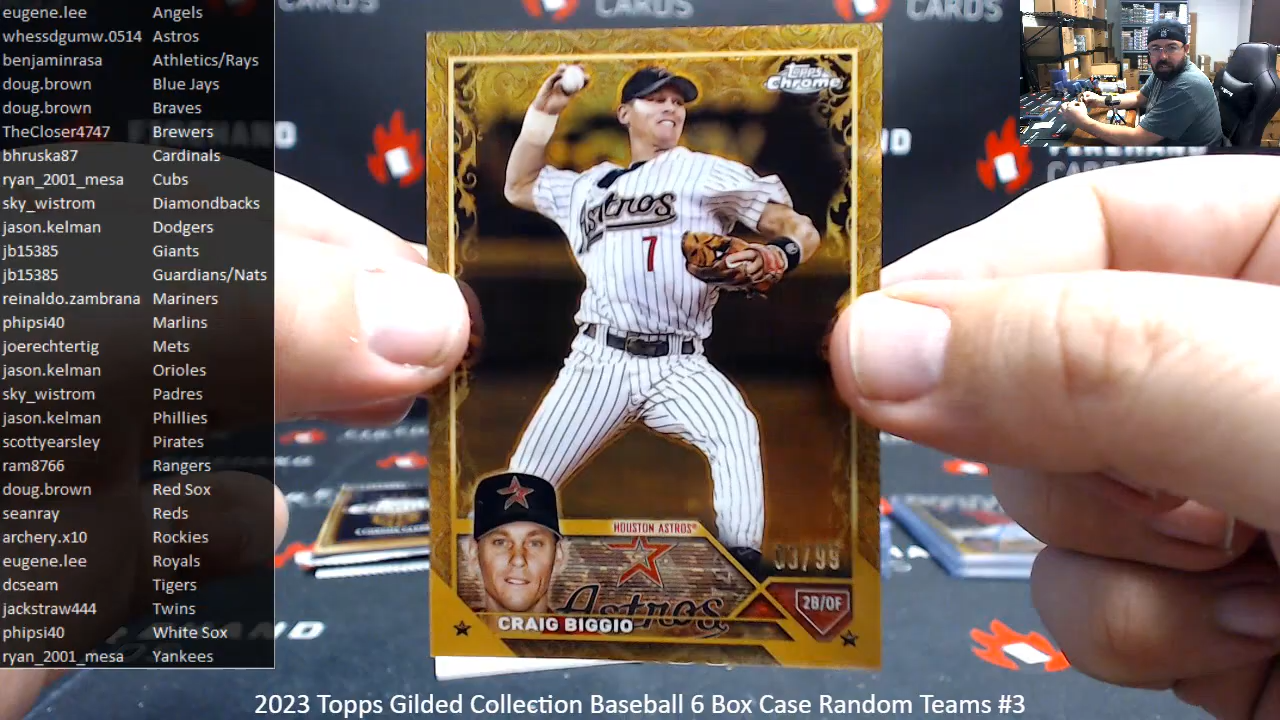 eugene.lee Angels
whessdgumw.0514 Astros
benjaminrasa Athletics/Rays
doug.brown Blue Jays
doug.brown Braves
TheCloser4747 Brewers
bhruska87 Cardinals
ryan_2001_mesa Cubs
sky_wistrom Diamondbacks
jason.kelman Dodgers
jb15385 Giants
jb15385 Guardians/Nats
reinaldo.zambrana Mariners
phipsi40 Marlins
joerechtertig Mets
jason.kelman Orioles
sky_wistrom Padres
jason.kelman Phillies
scottyearsley Pirates
ram8766 Rangers
doug.brown Red Sox
seanray Reds
archery.x10 Rockies
eugene.lee Royals
dcseam Tigers
jackstraw444 Twins
phipsi40 White Sox
ryan_2001_mesa Yankees
CARDS
CARDS
Topps
Chrome
Astros
7
HOUSTON ASTROS
03/99
Astros
2B/OF
CRAIG BIGGIO
CARDS
2023 Topps Gilded Collection Baseball 6 Box Case Random Teams #3